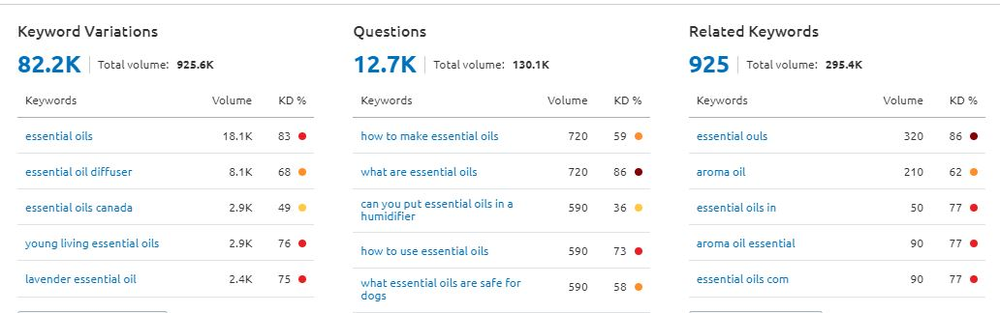 Keyword Variations
82.2K Total volume: 925.6K
Keywords Volume KD %
essential oils 18.1K 83
essential oil diffuser 8.1K 68
essential oils canada 2.9K 49
young living essential oils 2.9K 76
lavender essential oil 2.4K 75
Questions
12.7K Total volume: 130.1K
Keywords Volume KD %
how to make essential oils 720 59
what are essential oils 720 86
can you put essential oils in a
humidifier 590 36
how to use essential oils 590 73
what essential oils are safe for
dogs 590 58
Related Keywords
925 Total volume: 295.4K
Keywords Volume KD %
essential ouls 320 86
aroma oil 210 62
essential oils in 50 77
aroma oil essential 90 77
essential oils com 90 77